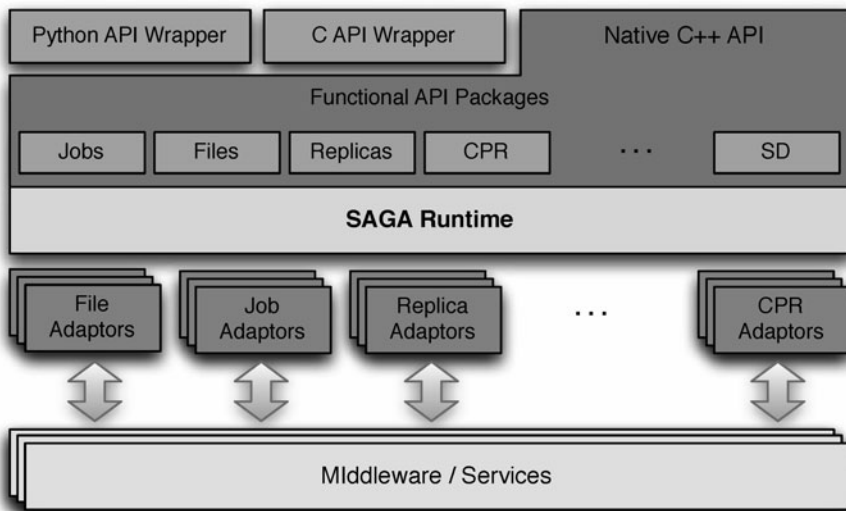 Python API Wrapper
C API Wrapper
Native C++ API
Functional API Packages
Jobs
Files
Replicas
CPR
...
SD
SAGA Runtime
File
Adaptors
Job
Adaptors
Replica
Adaptors
...
CPR
Adaptors
MIddleware / Services